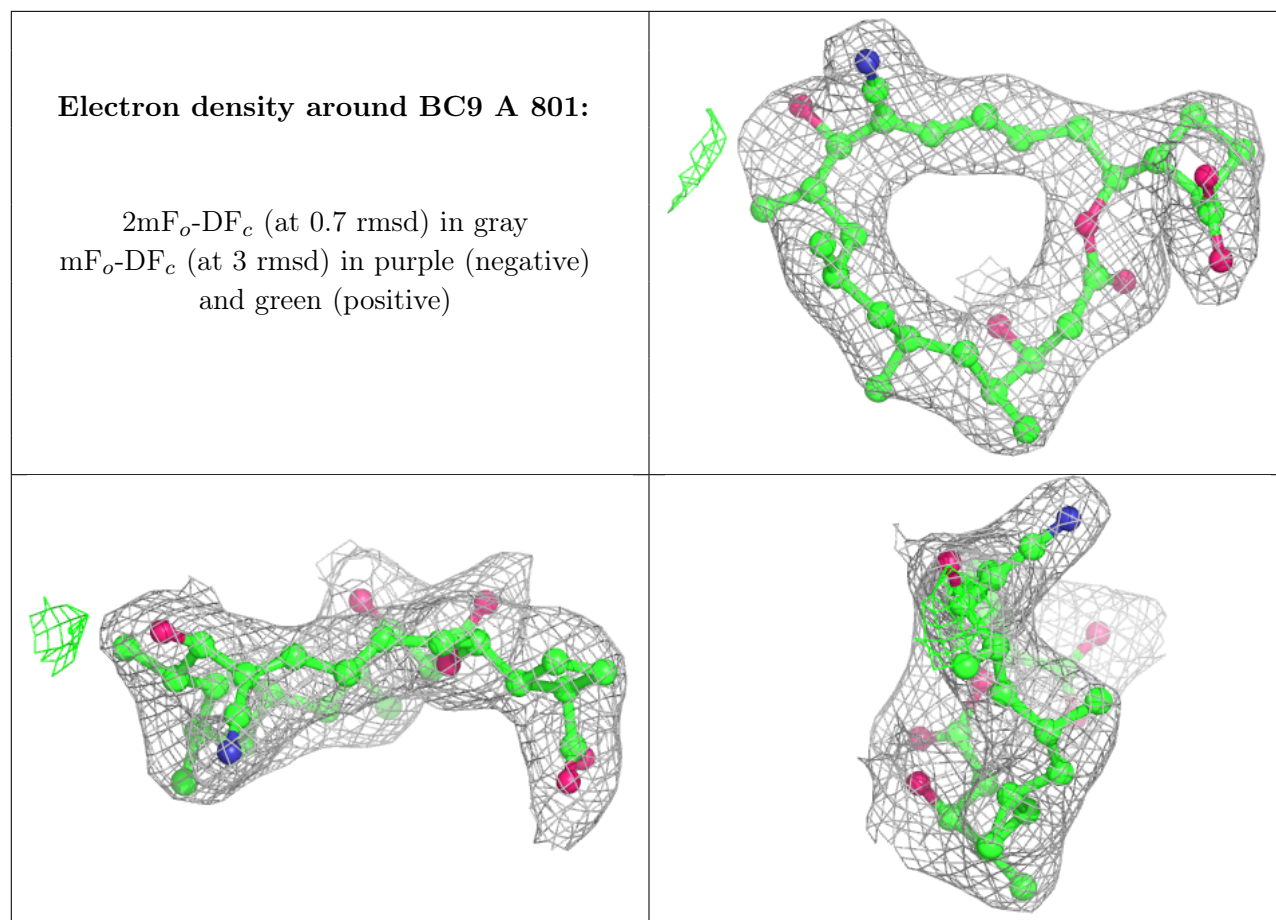 Electron density around BC9 A 801:
2mFo-DFc (at 0.7 rmsd) in gray
mFo-DFc (at 3 rmsd) in purple (negative)
and green (positive)